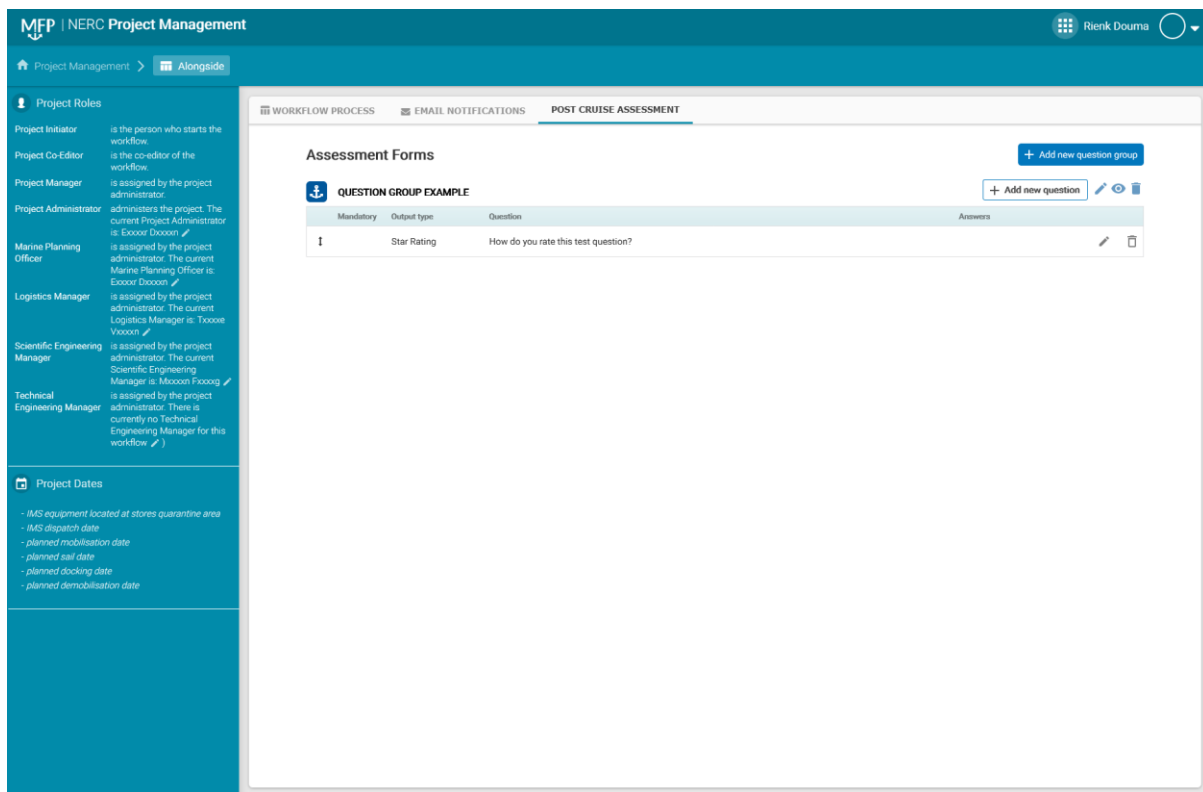 MFP | NERC Project Management
Rienk Douma
Project Management
Alongside
Project Roles
Project Initiator is the person who starts the
workflow.
Project Co-Editor is the co-editor of the
workflow.
Project Manager is assigned by the project
administrator.
Project Administrator administers the project. The
current Project Administrator
is: Exxxxr Dxxxxn
Marine Planning is assigned by the project
Officer administrator. The current
Marine Planning Officer is:
Exxxxr Dxxxxn
Logistics Manager is assigned by the project
administrator. The current
Logistics Manager is: Txxxxe
Vxxxxn
Scientific Engineering is assigned by the project
Manager administrator. The current
Scientific Engineering
Manager is: Mxxxxn Fxxxxg
Technical is assigned by the project
Engineering Manager administrator. There is
currently no Technical
Engineering Manager for this
workflow )
Project Dates
- IMS equipment located at stores quarantine area
- IMS dispatch date
- planned mobilisation date
- planned sail date
- planned docking date
- planned demobilisation date
WORKFLOW PROCESS EMAIL NOTIFICATIONS POST CRUISE ASSESSMENT
Assessment Forms
+ Add new question group
QUESTION GROUP EXAMPLE
+ Add new question
Mandatory Output type Question Answers
Star Rating How do you rate this test question?